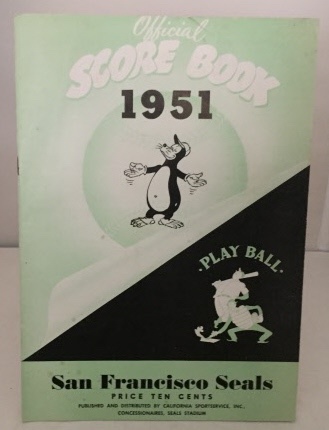 Official
SCORE BOOK
1951
·PLAY BALL·
San Francisco Seals
PRICE TEN CENTS
PUBLISHED AND DISTRIBUTED BY CALIFORNIA SPORTSERVICE, INC.,
CONCESSIONAIRES, SEALS STADIUM